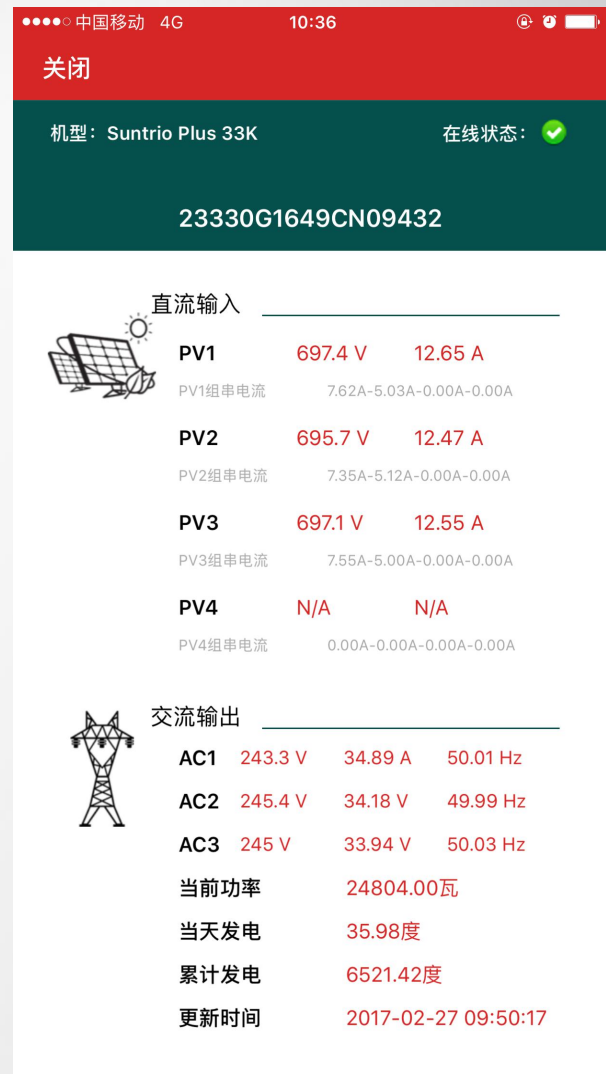 中国移动 4G 10:36
关闭
机型：Suntrio Plus 33K 在线状态：
23330G1649CN09432
直流输入
PV1 697.4 V 12.65 A
PV1组串电流 7.62A-5.03A-0.00A-0.00A
PV2 695.7 V 12.47 A
PV2组串电流 7.35A-5.12A-0.00A-0.00A
PV3 697.1 V 12.55 A
PV3组串电流 7.55A-5.00A-0.00A-0.00A
PV4 N/A N/A
PV4组串电流 0.00A-0.00A-0.00A-0.00A
交流输出
AC1 243.3 V 34.89 A 50.01 Hz
AC2 245.4 V 34.18 V 49.99 Hz
AC3 245 V 33.94 V 50.03 Hz
当前功率 24804.00瓦
当天发电 35.98度
累计发电 6521.42度
更新时间 2017-02-27 09:50:17